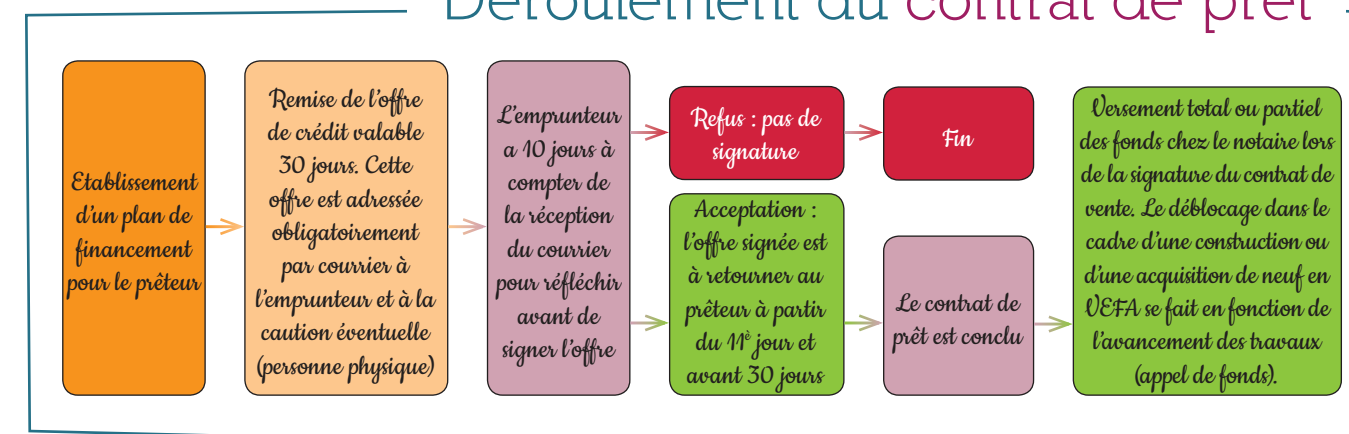 Déroulement du contrat de prêt
Etablissement
d'un plan de
financement
pour le prêteur
Remise de l'offre
de crédit valable
30 jours. Cette
offre est adressée
obligatoirement
par courrier à
l'emprunteur et à la
caution éventuelle
(personne physique)
L'emprunteur
a 10 jours à
compter de
la réception
du courrier
pour réfléchir
avant de
signer l'offre
Refus : pas de
signature
Fin
Acceptation :
l'offre signée est
à retourner au
prêteur à partir
du 11è jour et
avant 30 jours
Le contrat de
prêt est conclu
Versement total ou partiel
des fonds chez le notaire lors
de la signature du contrat de
vente. Le déblocage dans le
cadre d'une construction ou
d'une acquisition de neuf en
VEFA se fait en fonction de
l'avancement des travaux
(appel de fonds).